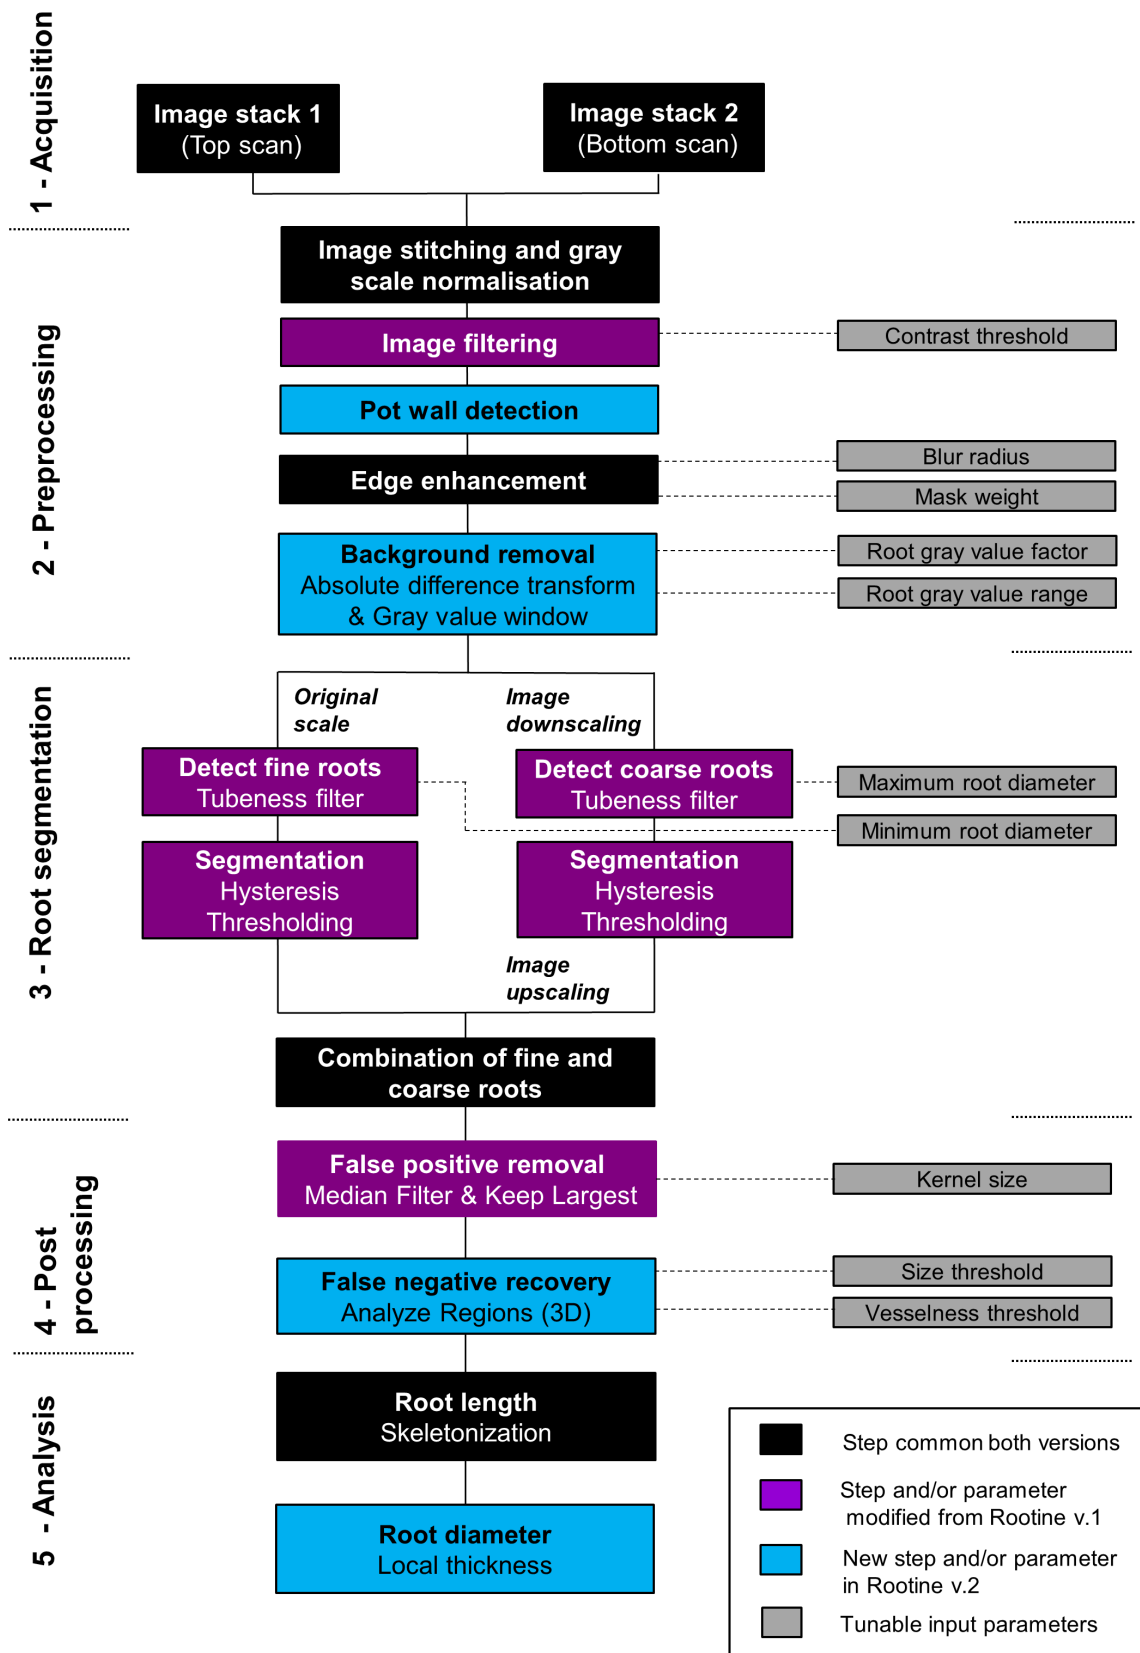 1 - Acquisition
Image stack 1
(Top scan)
Image stack 2
(Bottom scan)
2 - Preprocessing
Image stitching and gray
scale normalisation
Image filtering
Contrast threshold
Pot wall detection
Edge enhancement
Blur radius
Mask weight
Background removal
Absolute difference transform
& Gray value window
Root gray value factor
Root gray value range
3 - Root segmentation
Original
scale
Image
downscaling
Detect fine roots
Tubeness filter
Detect coarse roots
Tubeness filter
Maximum root diameter
Minimum root diameter
Segmentation
Hysteresis
Thresholding
Segmentation
Hysteresis
Thresholding
Image
upscaling
Combination of fine and
coarse roots
4 - Post
processing
False positive removal
Median Filter & Keep Largest
Kernel size
False negative recovery
Analyze Regions (3D)
Size threshold
Vesselness threshold
5 - Analysis
Root length
Skeletonization
Root diameter
Local thickness
Step common both versions
Step and/or parameter
modified from Rootine v.1
New step and/or parameter
in Rootine v.2
Tunable input parameters